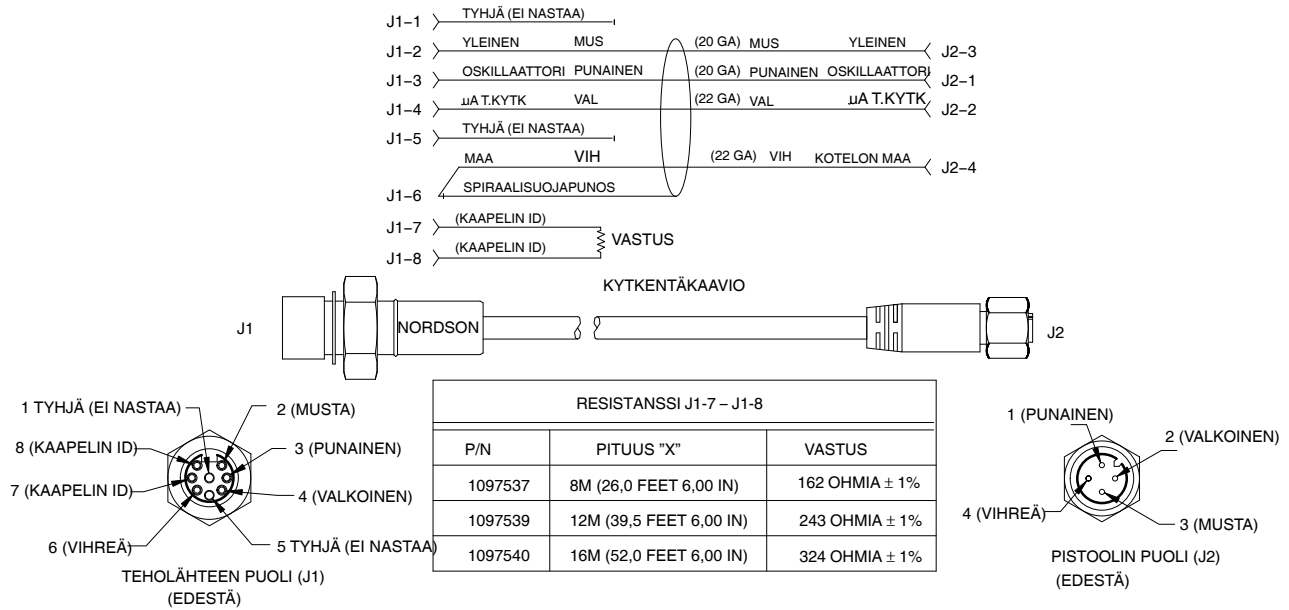 J1-1 TYHJÄ (EI NASTAA)
J1-2 YLEINEN MUS (20 GA) MUS YLEINEN J2-3
J1-3 OSKILLAATTORI PUNAINEN (20 GA) PUNAINEN OSKILLAATTORI J2-1
J1-4 µA T.KYTK VAL (22 GA) VAL µA T.KYTK J2-2
J1-5 TYHJÄ (EI NASTAA)
MAA VIH (22 GA) VIH KOTELON MAA J2-4
J1-6 SPIRAALISUOJAPUNOS
J1-7 (KAAPELIN ID)
VASTUS
J1-8 (KAAPELIN ID)
KYTKENTÄKAAVIO
J1 NORDSON J2
1 TYHJÄ (EI NASTAA)
2 (MUSTA)
8 (KAAPELIN ID)
3 (PUNAINEN)
7 (KAAPELIN ID)
4 (VALKOINEN)
6 (VIHREÄ)
5 TYHJÄ (EI NASTAA)
TEHOLÄHTEEN PUOLI (J1)
(EDESTÄ)
RESISTANSSI J1-7 – J1-8
P/N PITUUS ”X” VASTUS
1097537 8M (26,0 FEET 6,00 IN) 162 OHMIA ± 1%
1097539 12M (39,5 FEET 6,00 IN) 243 OHMIA ± 1%
1097540 16M (52,0 FEET 6,00 IN) 324 OHMIA ± 1%
1 (PUNAINEN)
2 (VALKOINEN)
4 (VIHREÄ)
3 (MUSTA)
PISTOOLIN PUOLI (J2)
(EDESTÄ)